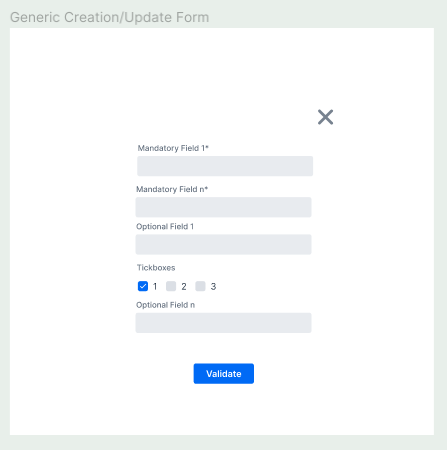 Generic Creation/Update Form
Mandatory Field 1*
Mandatory Field n*
Optional Field 1
Tickboxes
1 2 3
Optional Field n
Validate